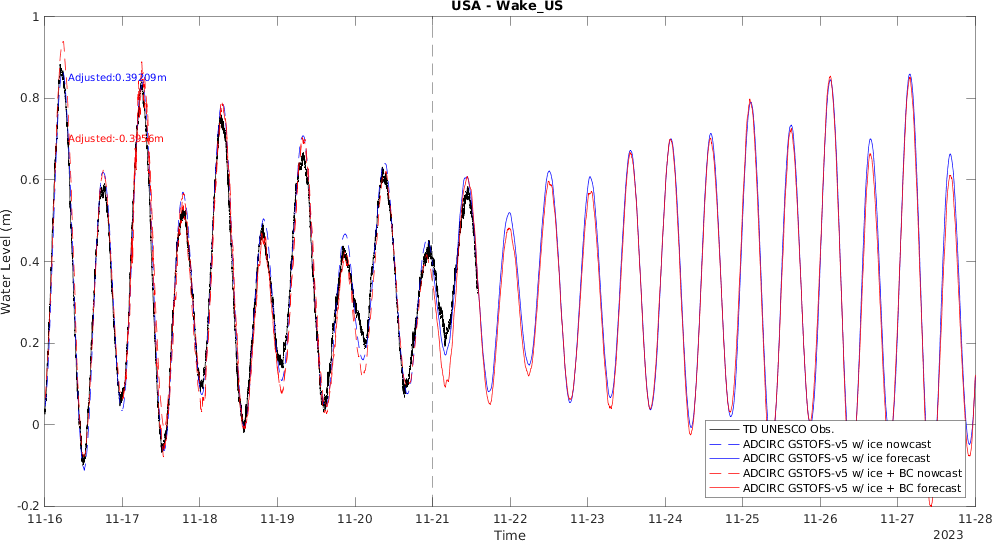 USA - Wake_US
Water Level (m)
1
0.8
0.6
0.4
0.2
0
-0.2
Adjusted:0.39209m
Adjusted:-0.3956m
TD UNESCO Obs.
ADCIRC GSTOFS-v5 w/ ice nowcast
ADCIRC GSTOFS-v5 w/ ice forecast
ADCIRC GSTOFS-v5 w/ ice + BC nowcast
ADCIRC GSTOFS-v5 w/ ice + BC forecast
11-16 11-17 11-18 11-19 11-20 11-21 11-22 11-23 11-24 11-25 11-26 11-27 11-28
Time
2023